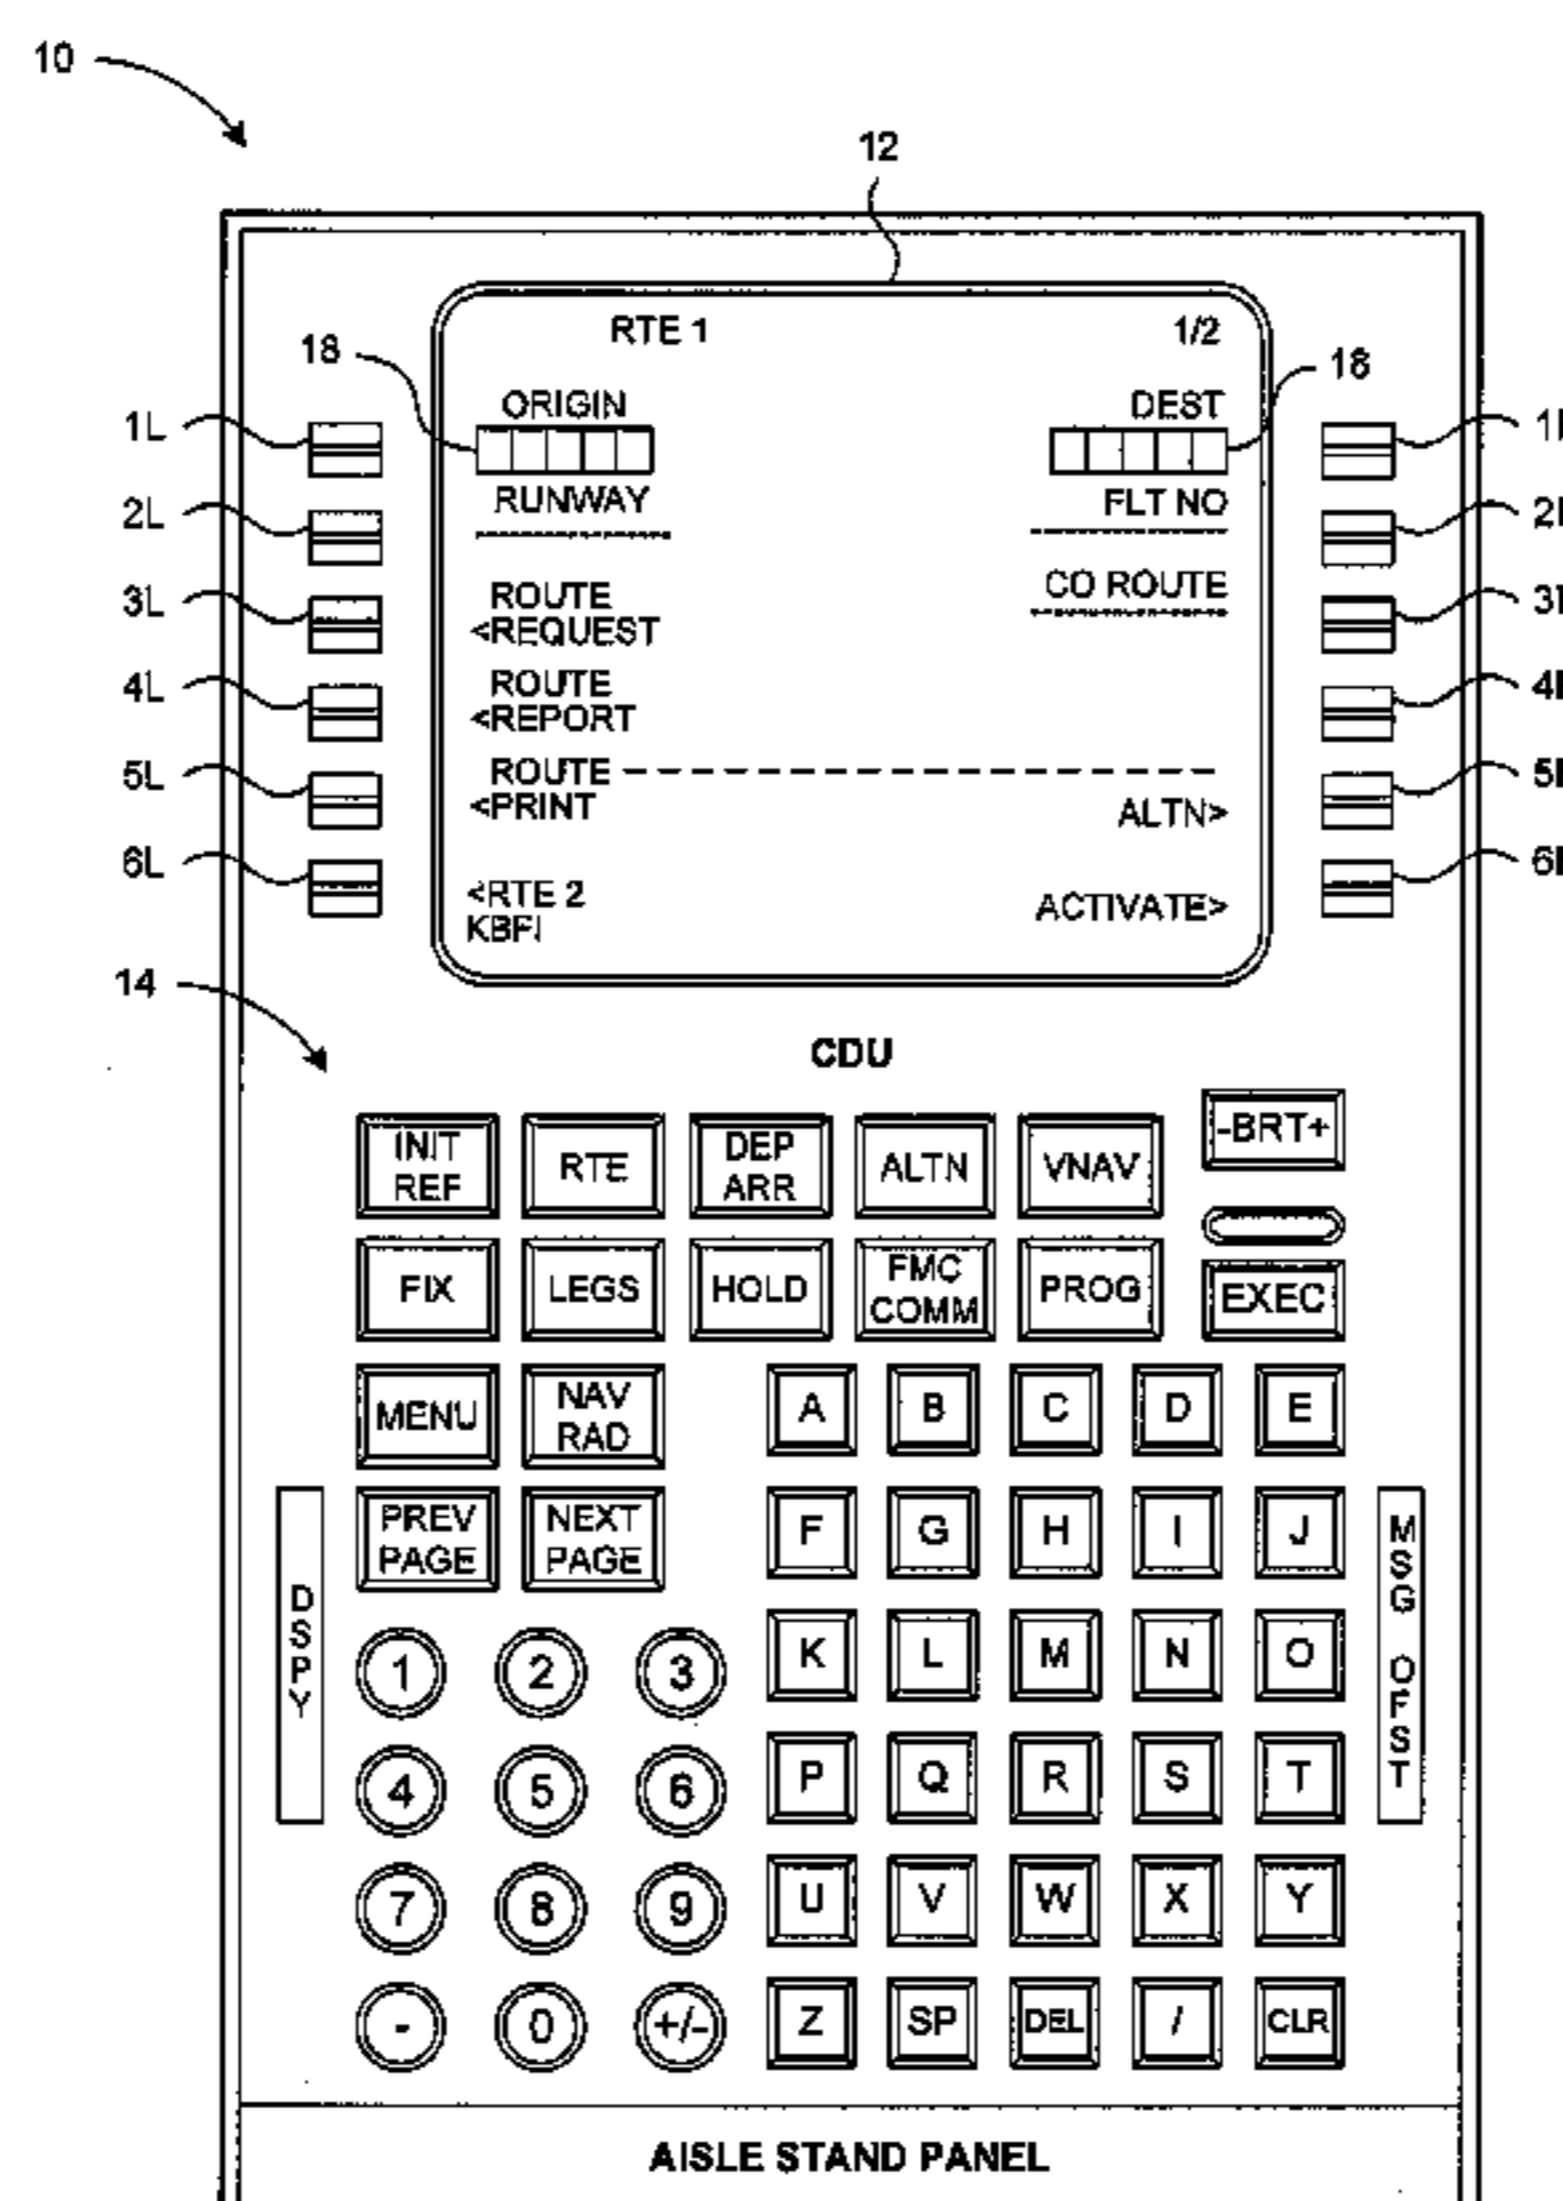 10
12
RTE 1 1/2
18 18
ORIGIN DEST
1L
RUNWAY FLT NO
2L
CO ROUTE
ROUTE
3L
<REQUEST
ROUTE
4L
<REPORT
ROUTE
5L
<PRINT ALTN>
6L
<RTE 2 ACTIVATE>
KBFI
14
CDU
-BRT+
INIT REF RTE DEP ARR ALTN VNAV
FIX LEGS HOLD FMC COMM PROG EXEC
MENU NAV RAD A B C D E
PREV PAGE NEXT PAGE F G H I J
DSPY
MSG OFST
1 2 3 K L M N O
4 5 6 P Q R S T
7 8 9 U V W X Y
- 0 +/- Z SP DEL / CLR
AISLE STAND PANEL